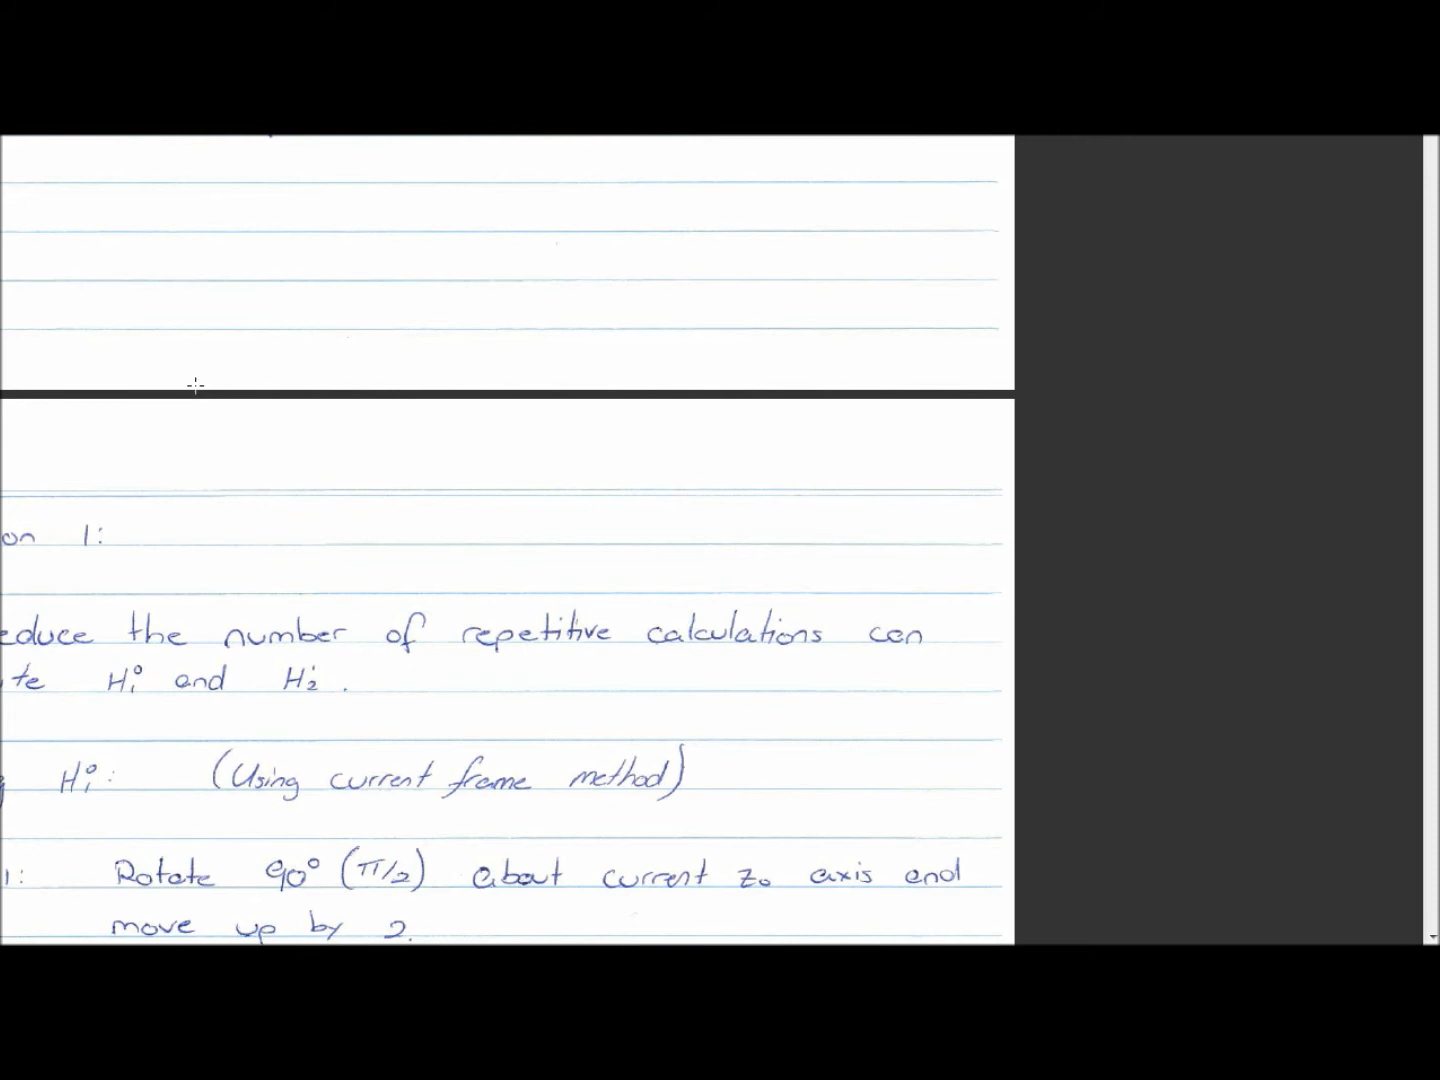 on 1:
educe the number of repetitive calculations can
te H₁⁰ and H₂¹.
H₁⁰: (Using current frame method)
1: Rotate 90° (π/2) about current z₀ axis and
move up by 2.